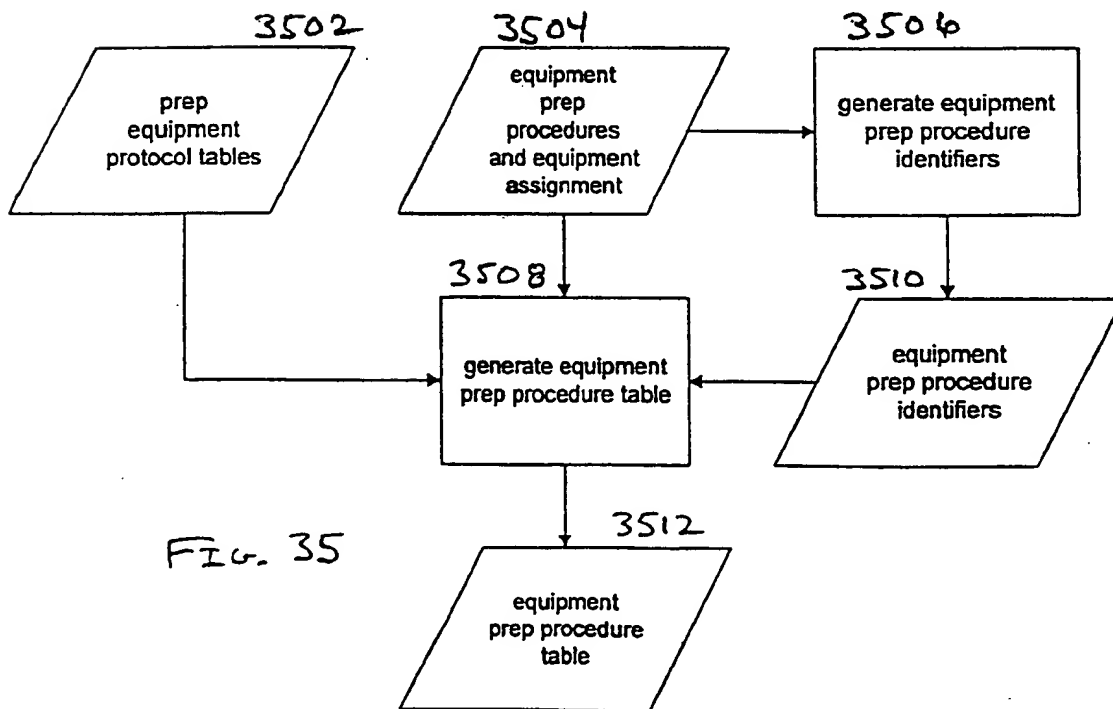 3502
prep
equipment
protocol tables
3504
equipment
prep
procedures
and equipment
assignment
3506
generate equipment
prep procedure
identifiers
3508
generate equipment
prep procedure table
3510
equipment
prep procedure
identifiers
3512
equipment
prep procedure
table
FIG. 35